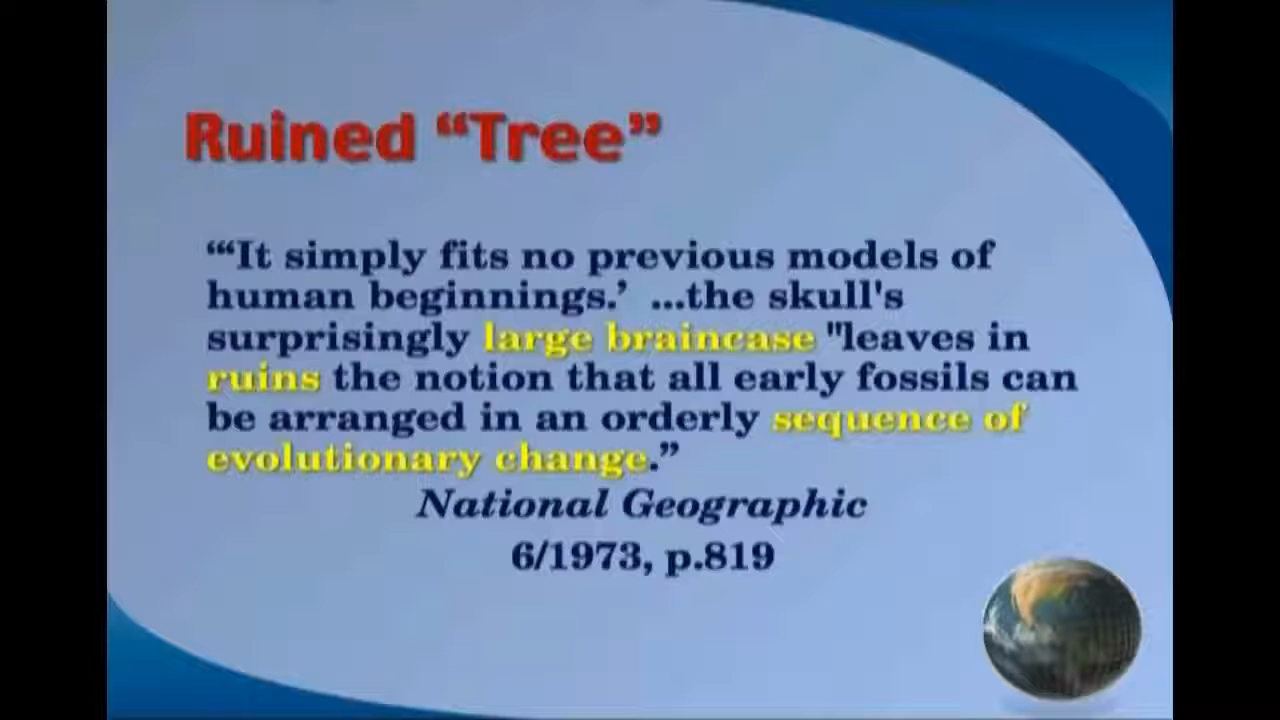 Ruined “Tree”
“‘It simply fits no previous models of
human beginnings.’ ...the skull's
surprisingly large braincase "leaves in
ruins the notion that all early fossils can
be arranged in an orderly sequence of
evolutionary change.”
National Geographic
6/1973, p.819